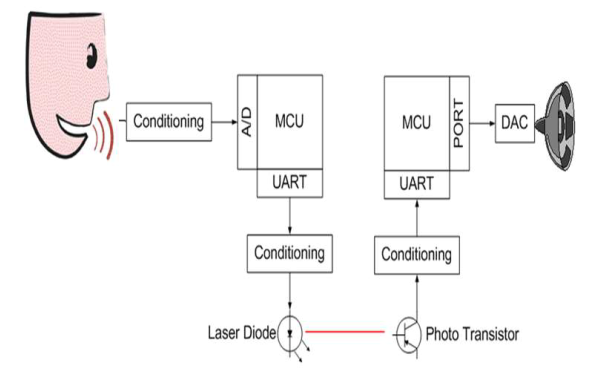 Conditioning
A/D
MCU
UART
Conditioning
Laser Diode
MCU
PORT
DAC
UART
Conditioning
Photo Transistor